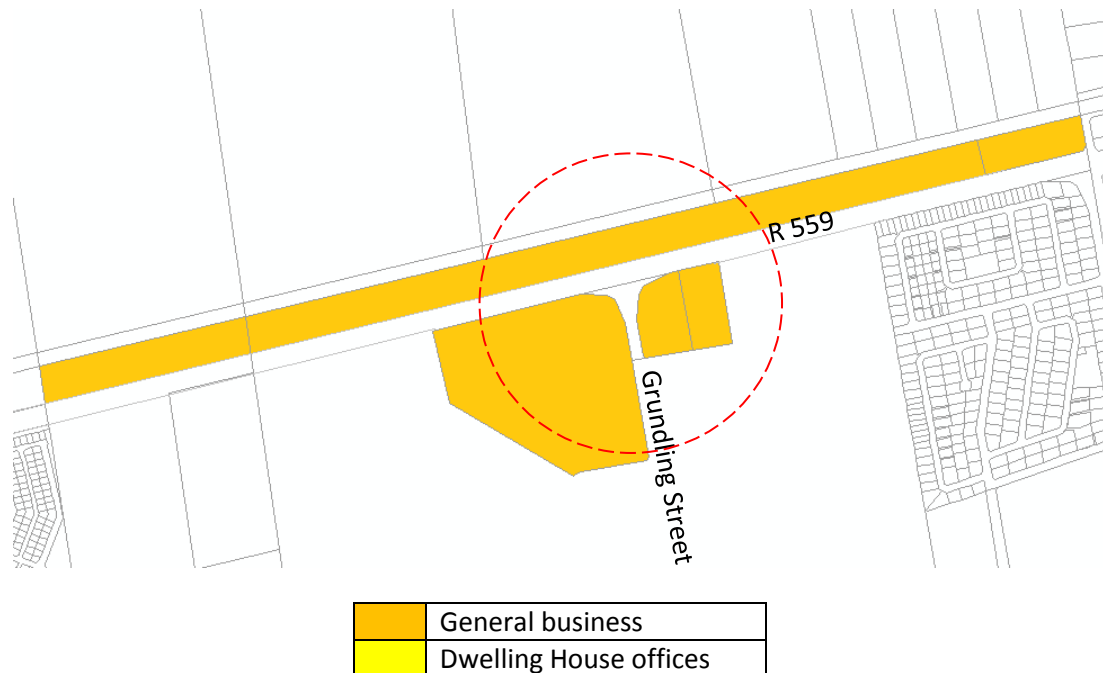 R 559
Grundling Street
General business
Dwelling House offices